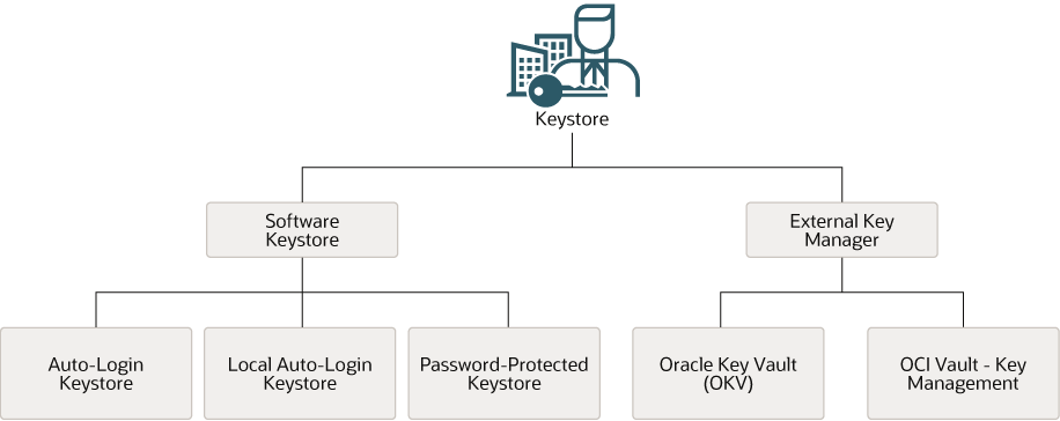 Keystore
Software
Keystore
External Key
Manager
Auto-Login
Keystore
Local Auto-Login
Keystore
Password-Protected
Keystore
Oracle Key Vault
(OKV)
OCI Vault - Key
Management